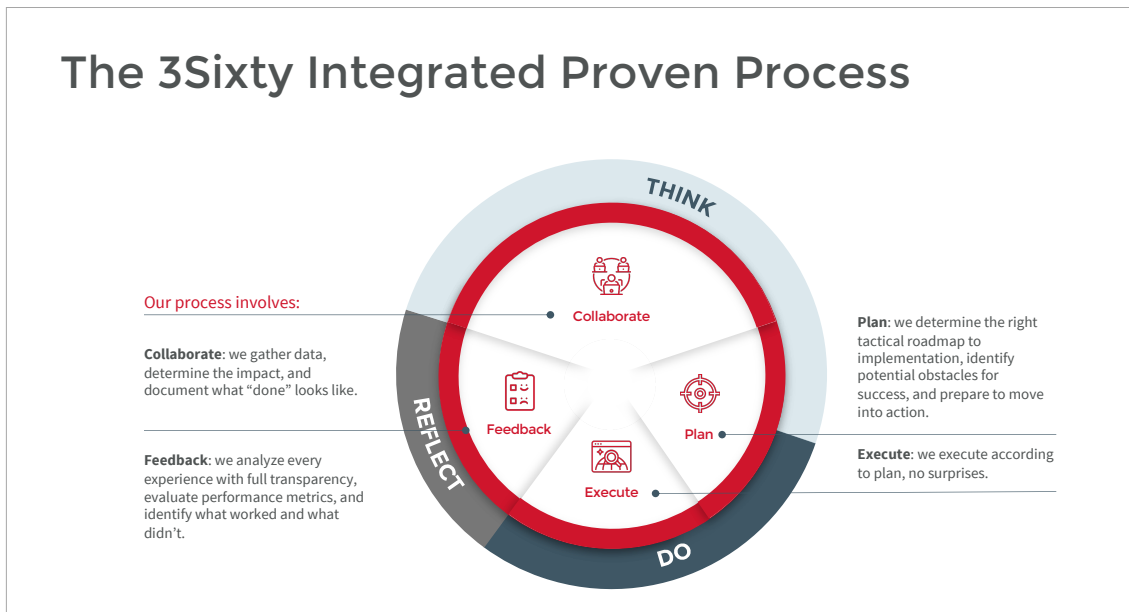 The 3Sixty Integrated Proven Process
THINK
Our process involves:
Collaborate
Collaborate: we gather data,
determine the impact, and
document what “done” looks like.
Plan: we determine the right
tactical roadmap to
implementation, identify
potential obstacles for
success, and prepare to move
into action.
REFLECT
Feedback
Plan
Feedback: we analyze every
experience with full transparency,
evaluate performance metrics, and
identify what worked and what
didn’t.
Execute: we execute according
to plan, no surprises.
Execute
DO